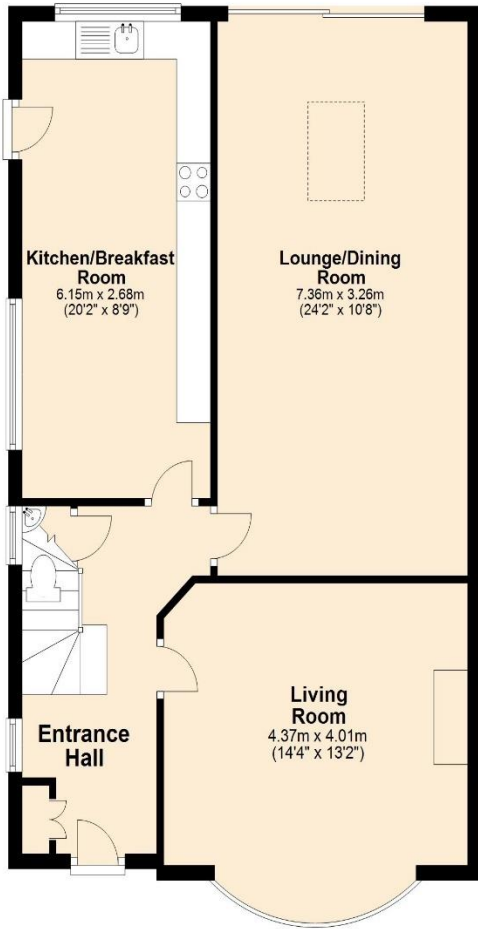 Kitchen/Breakfast
Room
6.15m x 2.68m
(20'2" x 8'9")
Lounge/Dining
Room
7.36m x 3.26m
(24'2" x 10'8")
Living
Room
4.37m x 4.01m
(14'4" x 13'2")
Entrance
Hall